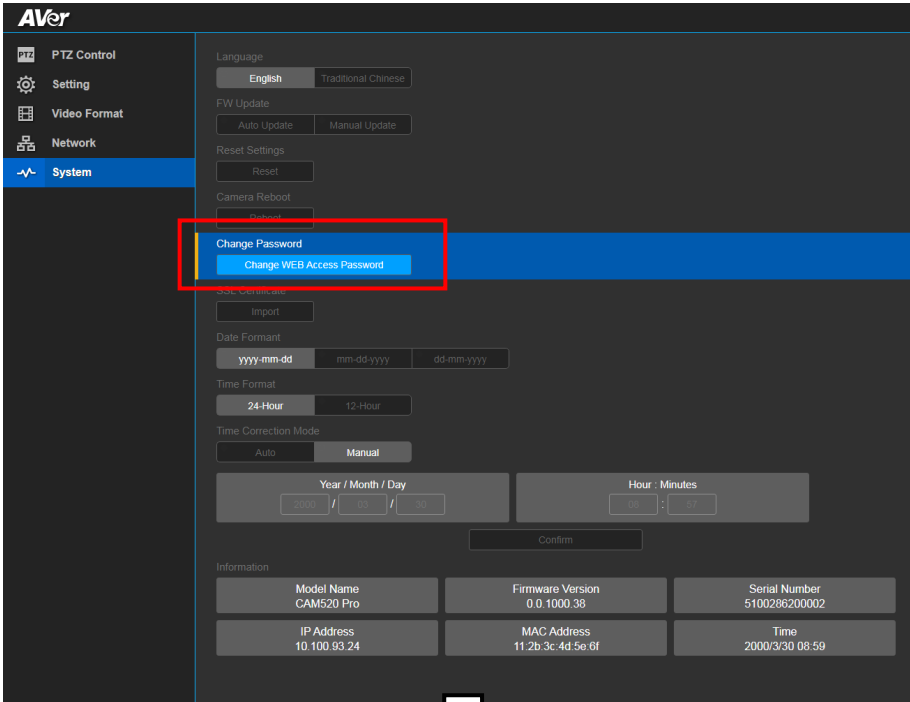 AVer
PTZ PTZ Control
Setting
Video Format
Network
System
Language
English Traditional Chinese
FW Update
Auto Update Manual Update
Reset Settings
Reset
Camera Reboot
Reboot
Change Password
Change WEB Access Password
SSL Certificate
Import
Date Formant
yyyy-mm-dd mm-dd-yyyy dd-mm-yyyy
Time Format
24-Hour 12-Hour
Time Correction Mode
Auto Manual
Year / Month / Day Hour : Minutes
2000 / 03 / 30 08 : 57
Confirm
Information
Model Name Firmware Version Serial Number
CAM520 Pro 0.0.1000.38 5100286200002
IP Address MAC Address Time
10.100.93.24 11:2b:3c:4d:5e:6f 2000/3/30 08:59